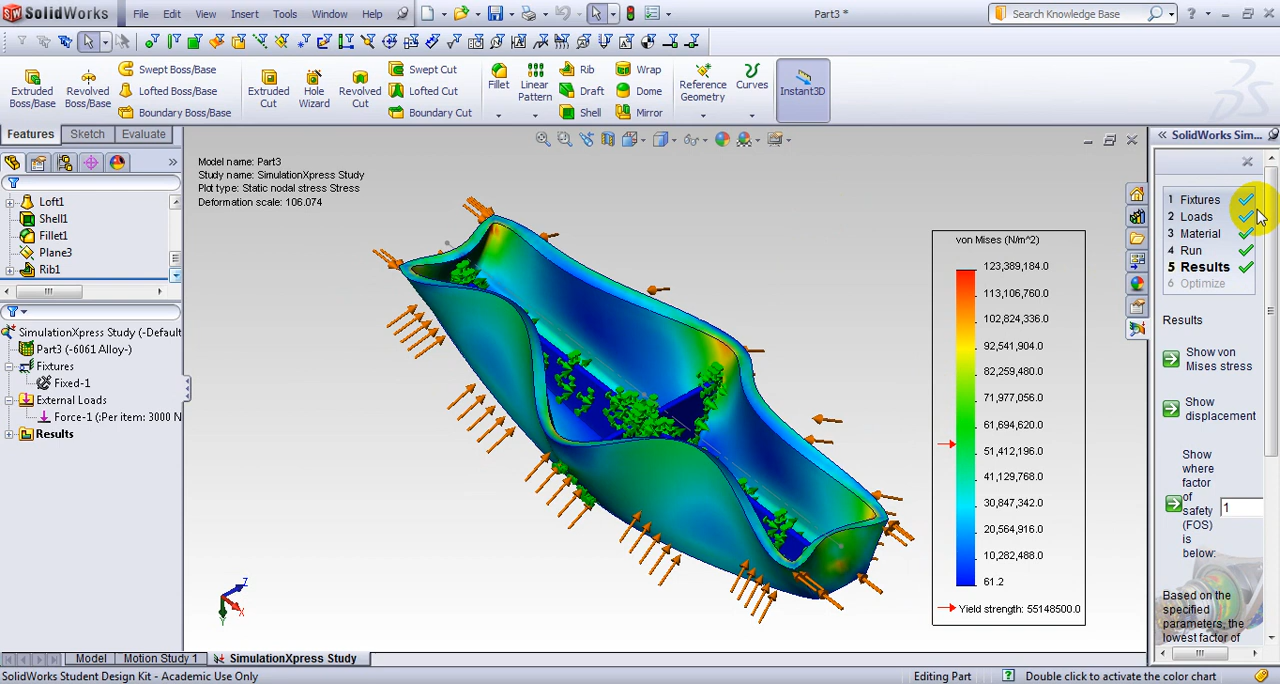 SolidWorks
File Edit View Insert Tools Window Help
Part3 *
Search Knowledge Base
Extruded Boss/Base
Revolved Boss/Base
Swept Boss/Base
Lofted Boss/Base
Boundary Boss/Base
Extruded Cut
Hole Wizard
Revolved Cut
Swept Cut
Lofted Cut
Boundary Cut
Fillet
Linear Pattern
Rib
Draft
Shell
Wrap
Dome
Mirror
Reference Geometry
Curves
Instant3D
Features Sketch Evaluate
Loft1
Shell1
Fillet1
Plane3
Rib1
SimulationXpress Study (-Default
Part3 (-6061 Alloy-)
Fixtures
Fixed-1
External Loads
Force-1 (:Per item: 3000 N
Results
Model name: Part3
Study name: SimulationXpress Study
Plot type: Static nodal stress Stress
Deformation scale: 106.074
von Mises (N/m^2)
123,389,184.0
113,106,760.0
102,824,336.0
92,541,904.0
82,259,480.0
71,977,056.0
61,694,620.0
51,412,196.0
41,129,768.0
30,847,342.0
20,564,916.0
10,282,488.0
61.2
Yield strength: 55148500.0
Z
X
Y
SolidWorks Sim...
1 Fixtures
2 Loads
3 Material
4 Run
5 Results
6 Optimize
Results
Show von
Mises stress
Show
displacement
Show
where
factor
of
safety
(FOS)
is
below:
1
Based on the
specified
parameters, the
lowest factor of
Model Motion Study 1 SimulationXpress Study
SolidWorks Student Design Kit - Academic Use Only
Editing Part
Double click to activate the color chart